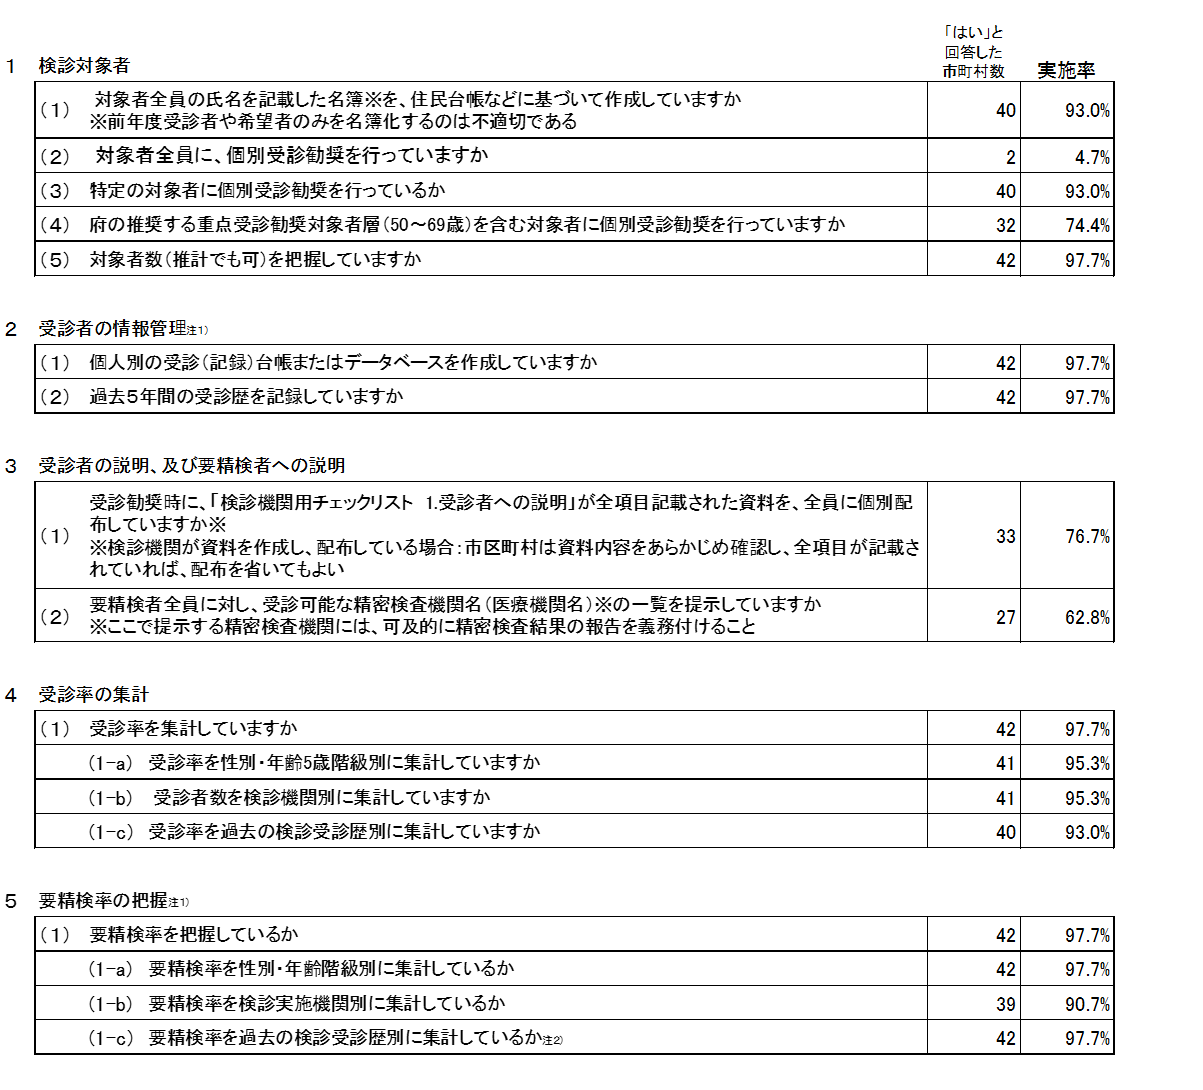 「はい」と
回答した
市町村数
実施率
1 検診対象者
（1） 対象者全員の氏名を記載した名簿※を、住民台帳などに基づいて作成していますか
※前年度受診者や希望者のみを名簿化するのは不適切である
40 93.0%
（2） 対象者全員に、個別受診勧奨を行っていますか 2 4.7%
（3） 特定の対象者に個別受診勧奨を行っているか 40 93.0%
（4） 府の推奨する重点受診勧奨対象者層（50～69歳）を含む対象者に個別受診勧奨を行っていますか 32 74.4%
（5） 対象者数（推計でも可）を把握していますか 42 97.7%
2 受診者の情報管理注1)
（1） 個人別の受診（記録）台帳またはデータベースを作成していますか 42 97.7%
（2） 過去5年間の受診歴を記録していますか 42 97.7%
3 受診者の説明、及び要精検者への説明
（1） 受診勧奨時に、「検診機関用チェックリスト 1.受診者への説明」が全項目記載された資料を、全員に個別配
布していますか※
※検診機関が資料を作成し、配布している場合：市区町村は資料内容をあらかじめ確認し、全項目が記載さ
れていれば、配布を省いてもよい
33 76.7%
（2） 要精検者全員に対し、受診可能な精密検査機関名（医療機関名）※の一覧を提示していますか
※ここで提示する精密検査機関には、可及的に精密検査結果の報告を義務付けること
27 62.8%
4 受診率の集計
（1） 受診率を集計していますか 42 97.7%
(1-a) 受診率を性別・年齢5歳階級別に集計していますか 41 95.3%
(1-b) 受診者数を検診機関別に集計していますか 41 95.3%
(1-c) 受診率を過去の検診受診歴別に集計していますか 40 93.0%
5 要精検率の把握注1)
（1） 要精検率を把握しているか 42 97.7%
(1-a) 要精検率を性別・年齢階級別に集計しているか 42 97.7%
(1-b) 要精検率を検診実施機関別に集計しているか 39 90.7%
(1-c) 要精検率を過去の検診受診歴別に集計しているか注2) 42 97.7%